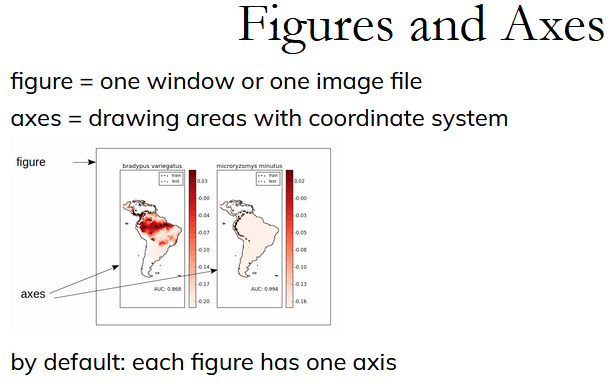 Figures and Axes
figure = one window or one image file
axes = drawing areas with coordinate system
figure
bradypus variegatus
microryzomys minutus
train
test
train
test
0.03
-0.00
-0.04
-0.07
-0.10
-0.14
-0.17
-0.20
0.02
-0.00
-0.03
-0.05
-0.08
-0.10
-0.13
-0.16
AUC: 0.868
AUC: 0.994
axes
by default: each figure has one axis